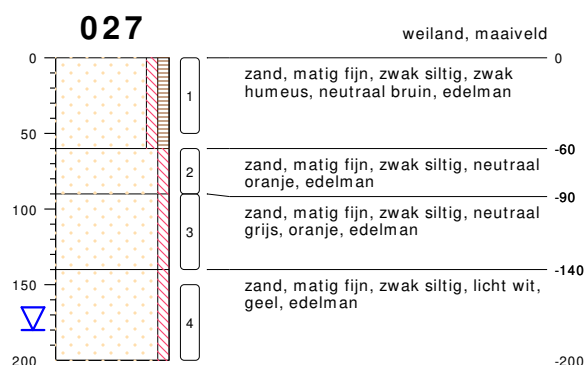 027
weiland, maaiveld
0
0
1
zand, matig fijn, zwak siltig, zwak
humeus, neutraal bruin, edelman
50
-60
2
zand, matig fijn, zwak siltig, neutraal
oranje, edelman
-90
100
3
zand, matig fijn, zwak siltig, neutraal
grijs, oranje, edelman
-140
150
4
zand, matig fijn, zwak siltig, licht wit,
geel, edelman
200
-200